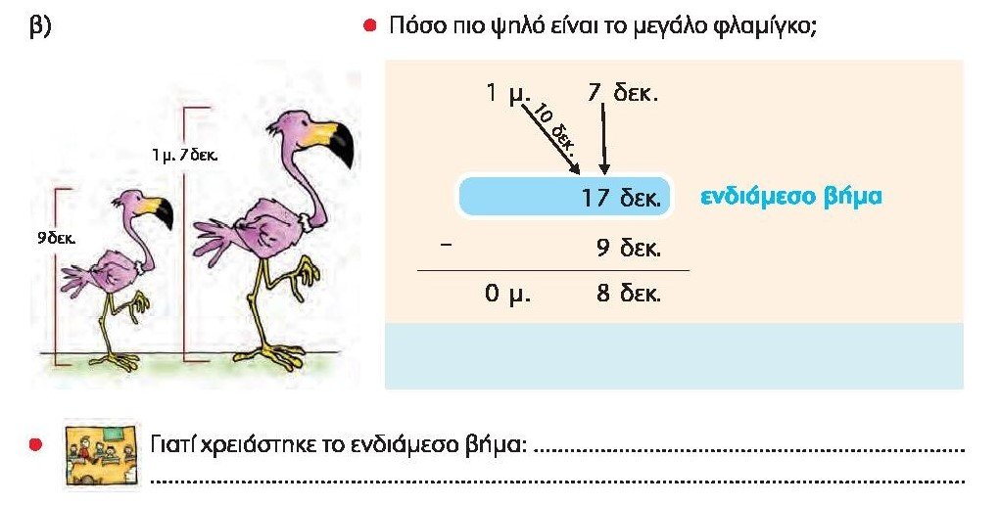 β)
● Πόσο πιο ψηλό είναι το μεγάλο φλαμίγκο;
1 μ. 7 δεκ.
10 δεκ.
1 μ. 7 δεκ.
17 δεκ. ενδιάμεσο βήμα
9 δεκ.
– 9 δεκ.
0 μ. 8 δεκ.
● Γιατί χρειάστηκε το ενδιάμεσο βήμα: ..........................................................
....................................................................................................................